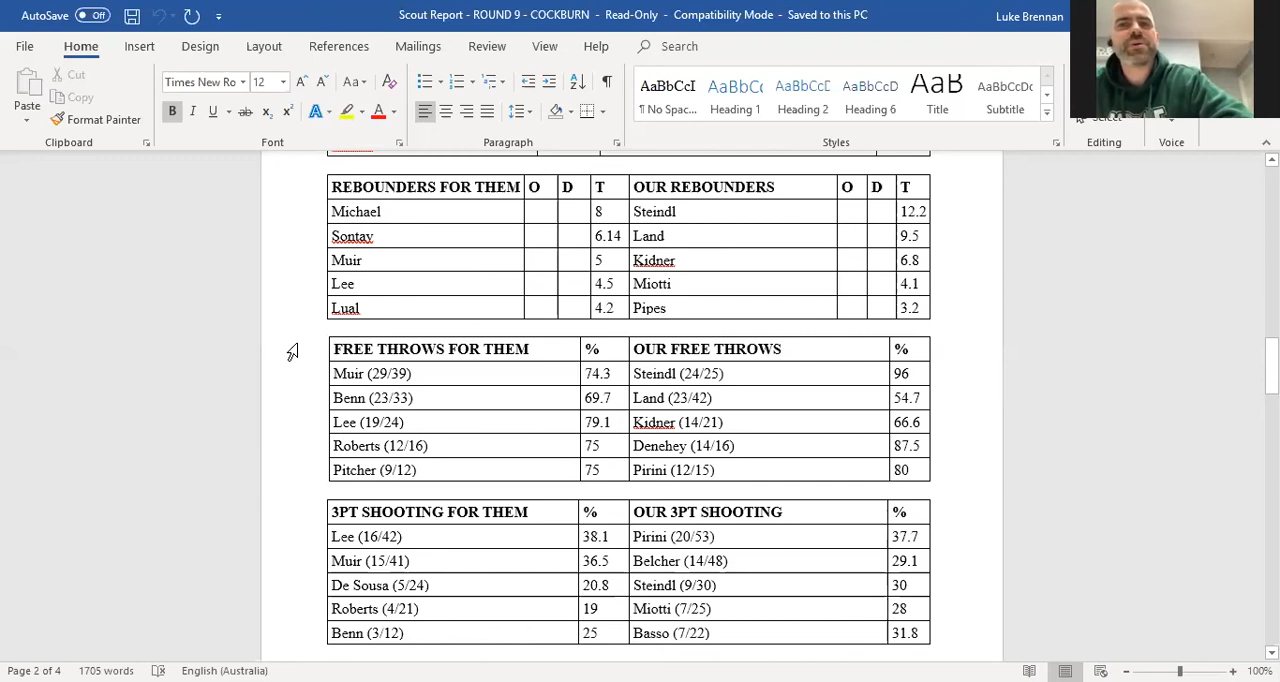 AutoSave Off Scout Report - ROUND 9 - COCKBURN - Read-Only - Compatibility Mode - Saved to this PC Luke Brennan
File Home Insert Design Layout References Mailings Review View Help Search
Paste Cut Copy Format Painter
Times New Ro 12 Aa
B I U ab x₂ x² A A
AaBbCcI AaBbCc AaBbCcD AaBbCcD AaB AaBbCcD
¶ No Spac... Heading 1 Heading 2 Heading 6 Title Subtitle
Select
Clipboard Font Paragraph Styles Editing Voice
REBOUNDERS FOR THEM O D T OUR REBOUNDERS O D T
Michael 8 Steindl 12.2
Sontay 6.14 Land 9.5
Muir 5 Kidner 6.8
Lee 4.5 Miotti 4.1
Lual 4.2 Pipes 3.2
FREE THROWS FOR THEM % OUR FREE THROWS %
Muir (29/39) 74.3 Steindl (24/25) 96
Benn (23/33) 69.7 Land (23/42) 54.7
Lee (19/24) 79.1 Kidner (14/21) 66.6
Roberts (12/16) 75 Denehey (14/16) 87.5
Pitcher (9/12) 75 Pirini (12/15) 80
3PT SHOOTING FOR THEM % OUR 3PT SHOOTING %
Lee (16/42) 38.1 Pirini (20/53) 37.7
Muir (15/41) 36.5 Belcher (14/48) 29.1
De Sousa (5/24) 20.8 Steindl (9/30) 30
Roberts (4/21) 19 Miotti (7/25) 28
Benn (3/12) 25 Basso (7/22) 31.8
Page 2 of 4 1705 words English (Australia) 100%